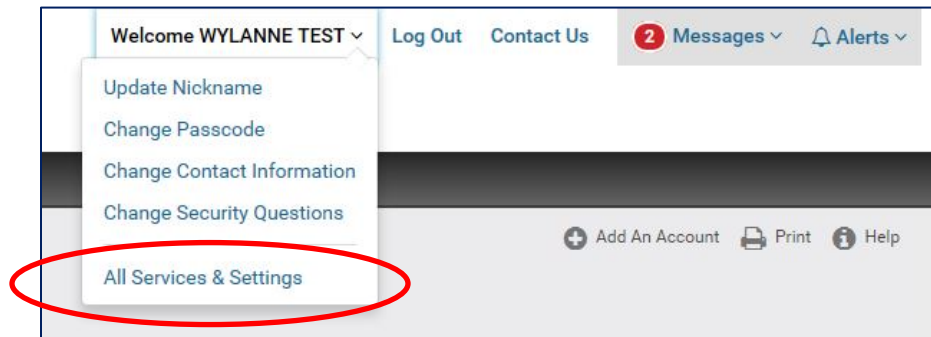 Welcome WYLANNE TEST Log Out Contact Us 2 Messages Alerts
Update Nickname
Change Passcode
Change Contact Information
Change Security Questions
Add An Account Print Help
All Services & Settings